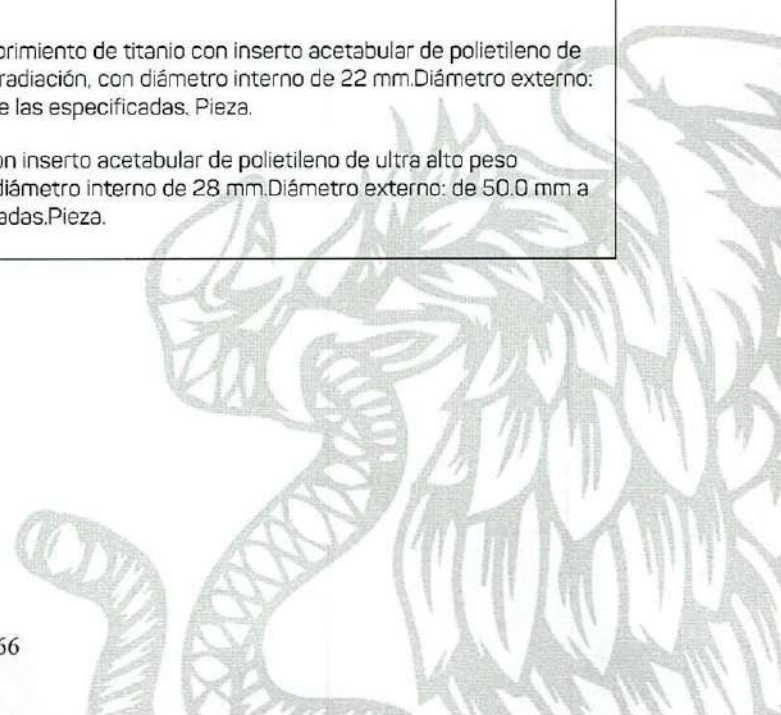 rimiento de titanio con inserto acetabular de polietileno de
radiación, con diámetro interno de 22 mm.Diámetro externo:
e las especificadas. Pieza.
on inserto acetabular de polietileno de ultra alto peso
diámetro interno de 28 mm.Diámetro externo: de 50.0 mm a
adas.Pieza.
66